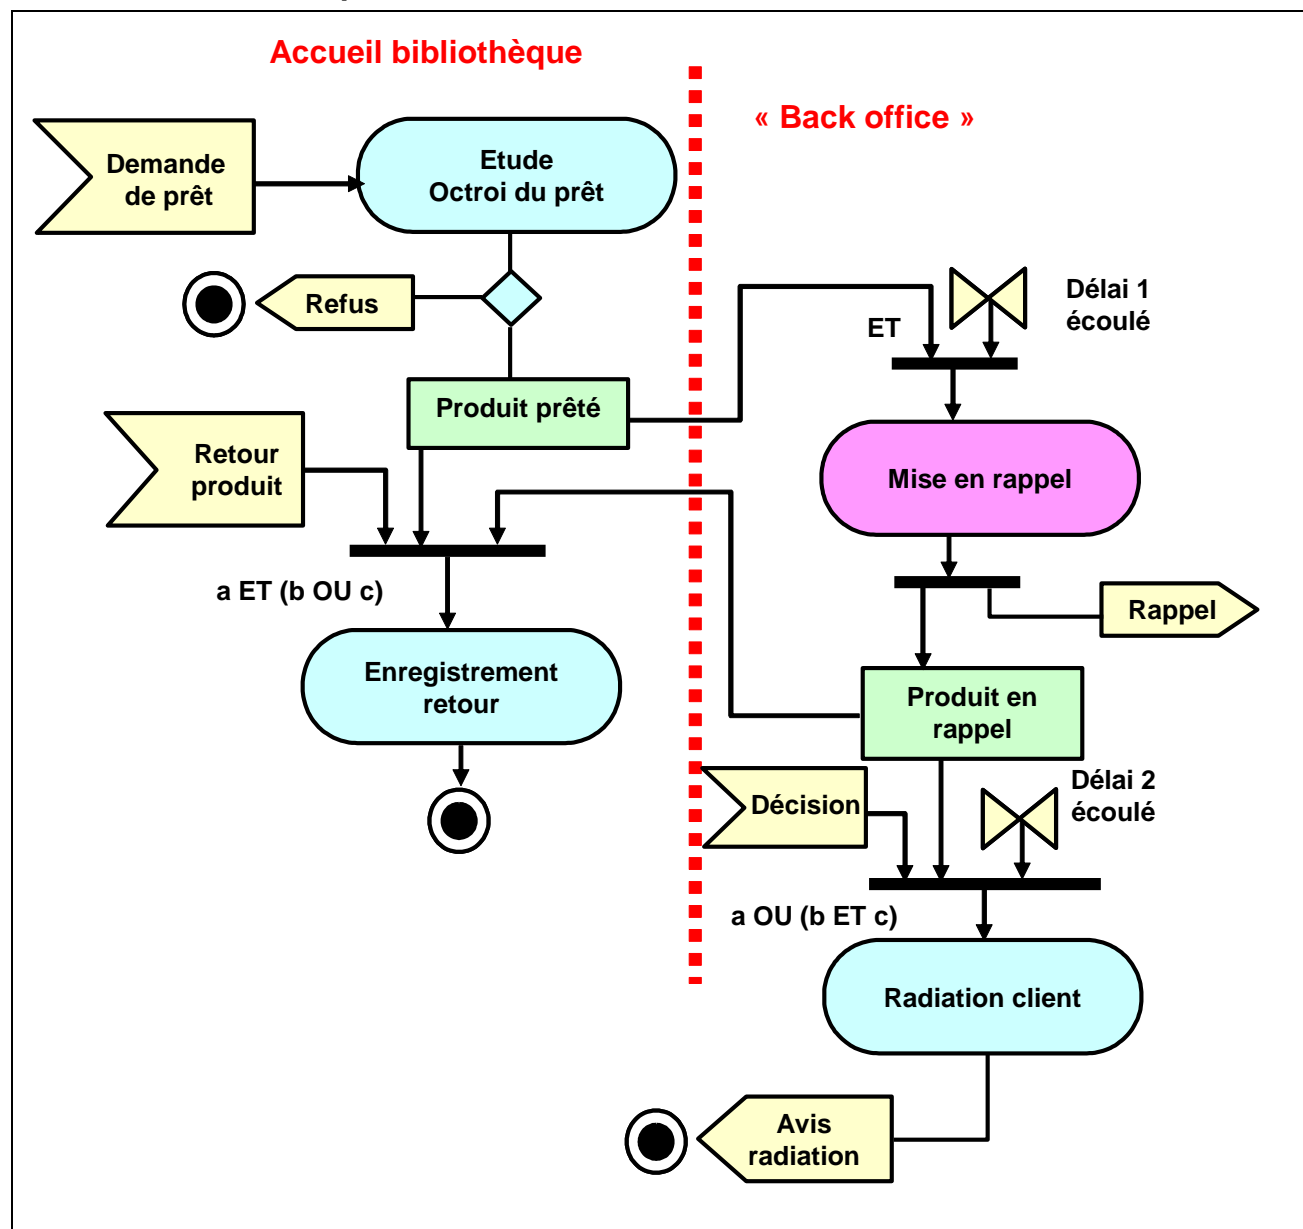 Accueil bibliothèque
« Back office »
Demande
de prêt
Etude
Octroi du prêt
Refus
Délai 1
écoulé
ET
Produit prêté
Retour
produit
Mise en rappel
a ET (b OU c)
Rappel
Enregistrement
retour
Produit en
rappel
Décision
Délai 2
écoulé
a OU (b ET c)
Radiation client
Avis
radiation